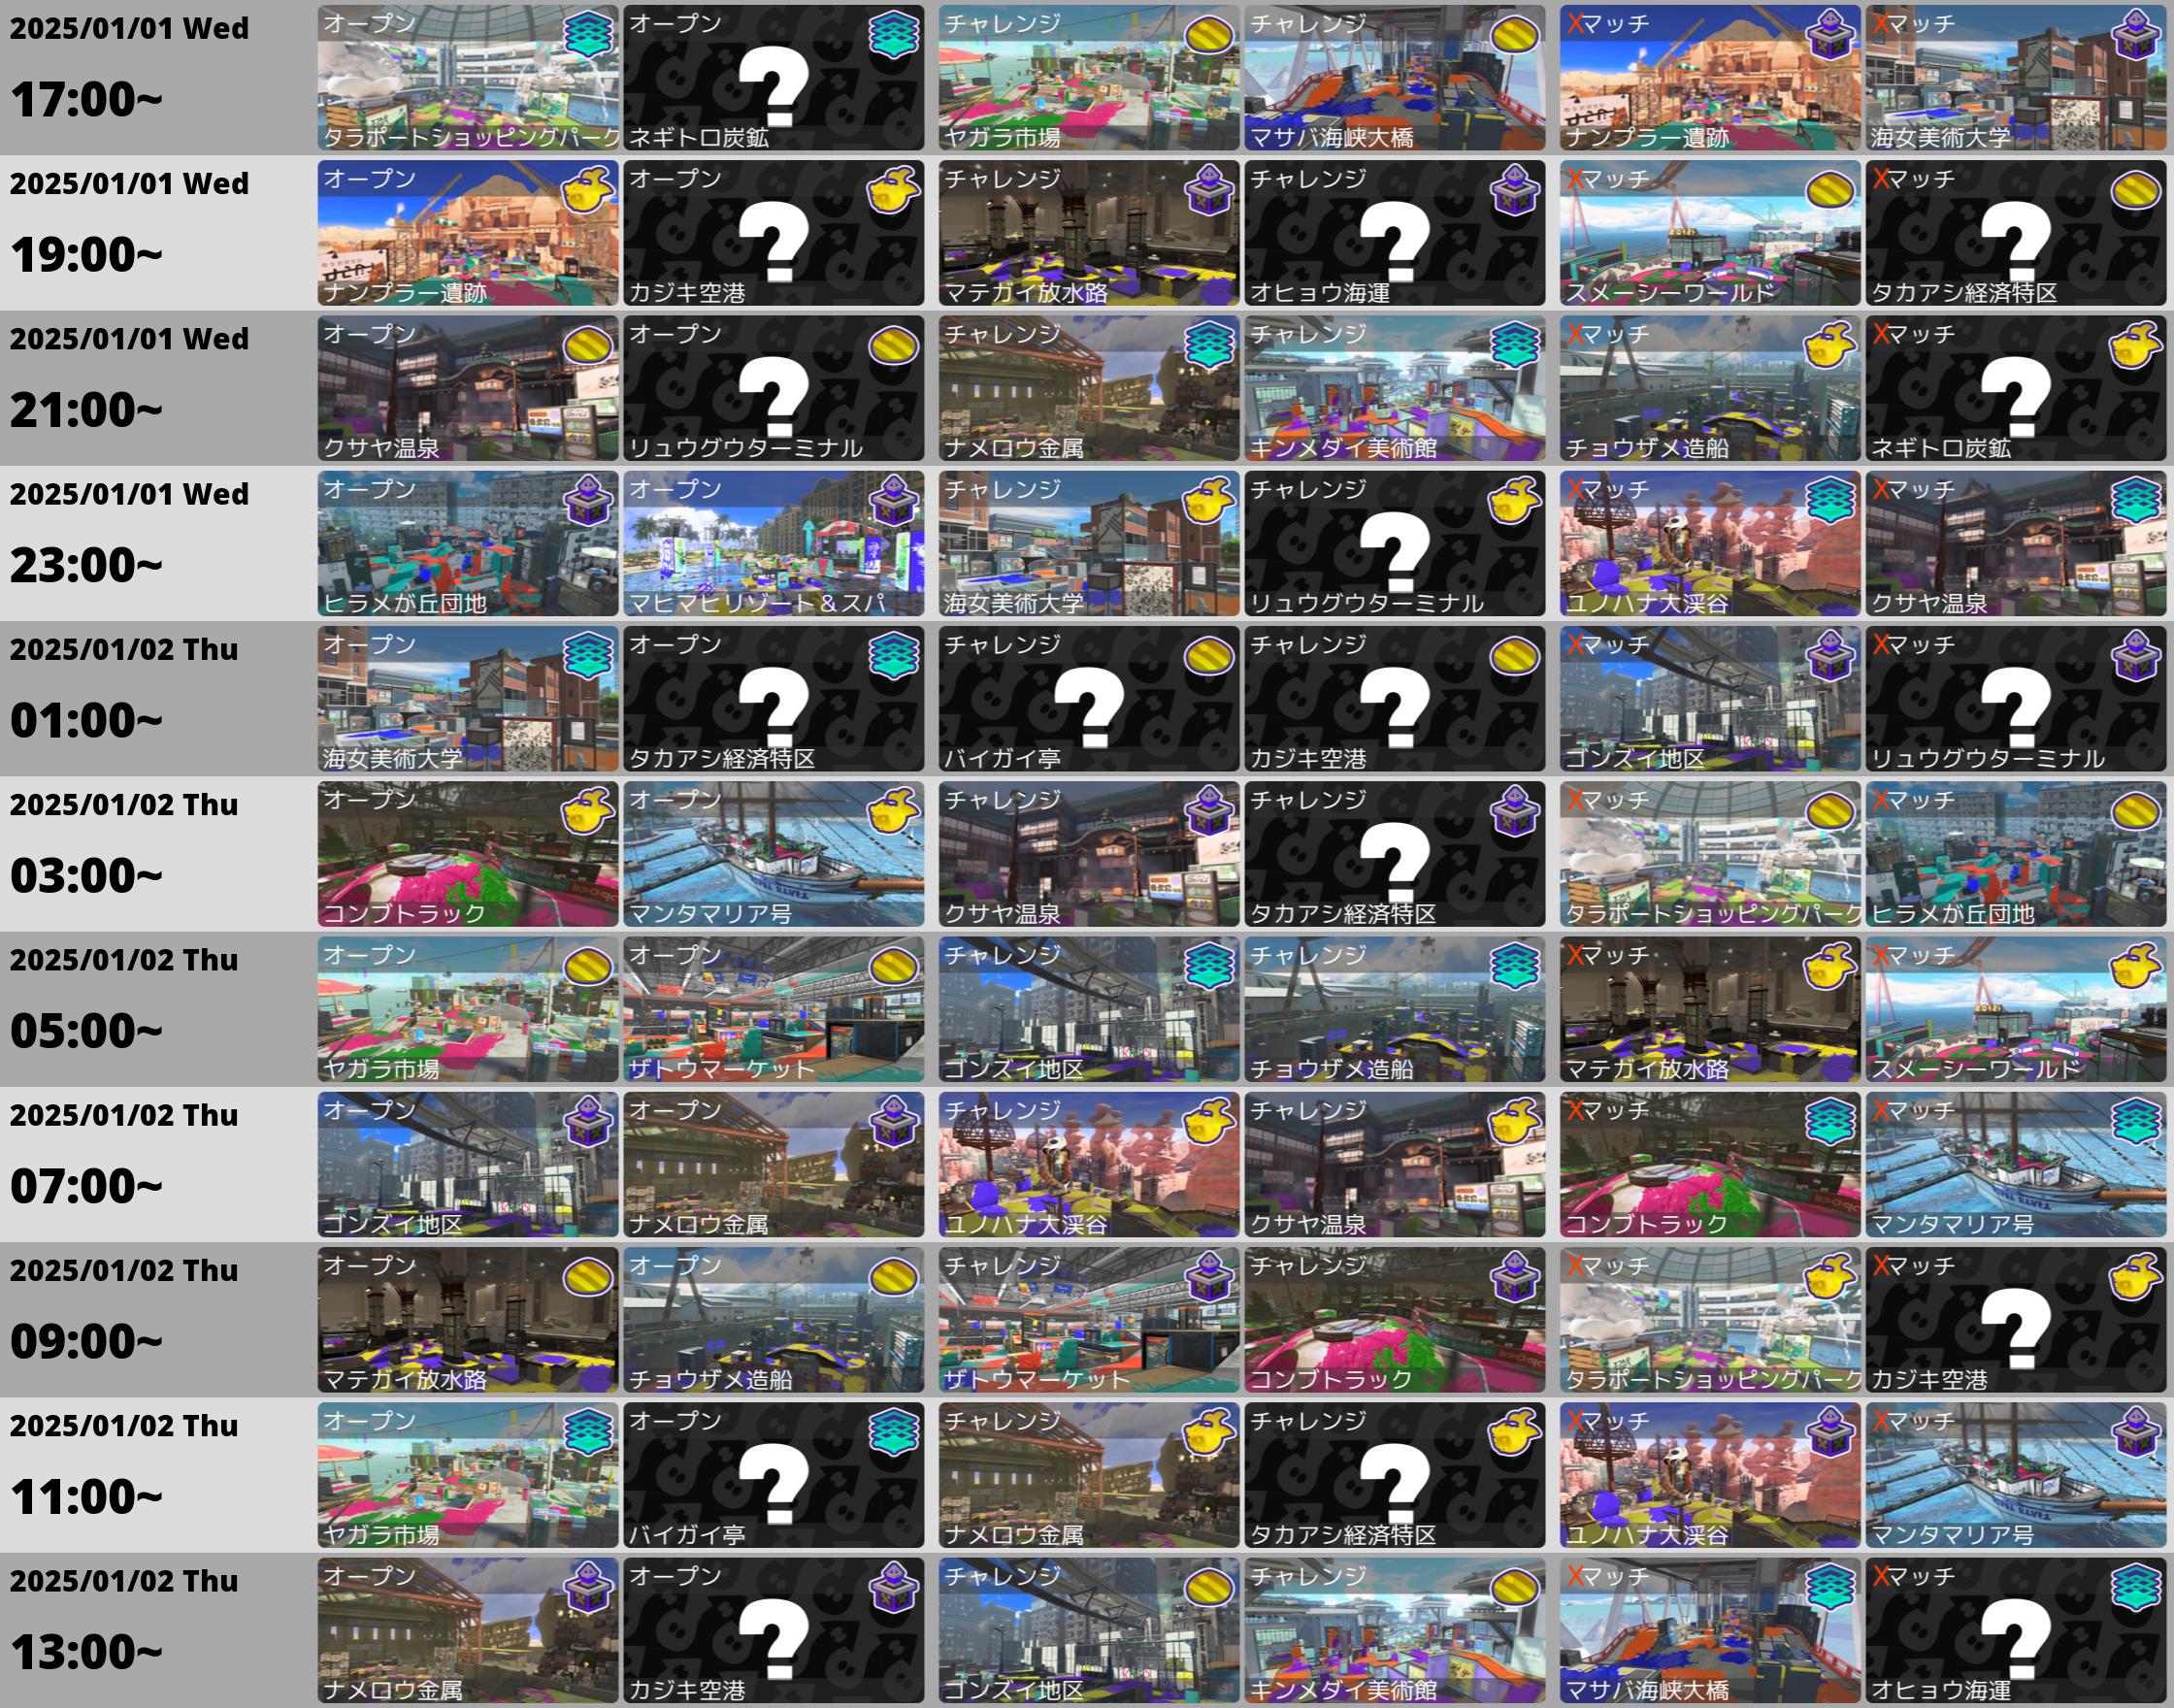 2025/01/01 Wed
17:00~
オープン
タラポートショッピングパーク
オープン
ネギトロ炭鉱
チャレンジ
ヤガラ市場
チャレンジ
マサバ海峡大橋
Xマッチ
ナンプラー遺跡
Xマッチ
海女美術大学
2025/01/01 Wed
19:00~
オープン
ナンプラー遺跡
オープン
カジキ空港
チャレンジ
マテガイ放水路
チャレンジ
オヒョウ海運
Xマッチ
スメーシーワールド
Xマッチ
タカアシ経済特区
2025/01/01 Wed
21:00~
オープン
クサヤ温泉
オープン
リュウグウターミナル
チャレンジ
ナメロウ金属
チャレンジ
キンメダイ美術館
Xマッチ
チョウザメ造船
Xマッチ
ネギトロ炭鉱
2025/01/01 Wed
23:00~
オープン
ヒラメが丘団地
オープン
マヒマヒリゾート＆スパ
チャレンジ
海女美術大学
チャレンジ
リュウグウターミナル
Xマッチ
ユノハナ大渓谷
Xマッチ
クサヤ温泉
2025/01/02 Thu
01:00~
オープン
海女美術大学
オープン
タカアシ経済特区
チャレンジ
バイガイ亭
チャレンジ
カジキ空港
Xマッチ
ゴンズイ地区
Xマッチ
リュウグウターミナル
2025/01/02 Thu
03:00~
オープン
コンブトラック
オープン
マンタマリア号
チャレンジ
クサヤ温泉
チャレンジ
タカアシ経済特区
Xマッチ
タラポートショッピングパーク
Xマッチ
ヒラメが丘団地
2025/01/02 Thu
05:00~
オープン
ヤガラ市場
オープン
ザトウマーケット
チャレンジ
ゴンズイ地区
チャレンジ
チョウザメ造船
Xマッチ
マテガイ放水路
Xマッチ
スメーシーワールド
2025/01/02 Thu
07:00~
オープン
ゴンズイ地区
オープン
ナメロウ金属
チャレンジ
ユノハナ大渓谷
チャレンジ
クサヤ温泉
Xマッチ
コンブトラック
Xマッチ
マンタマリア号
2025/01/02 Thu
09:00~
オープン
マテガイ放水路
オープン
チョウザメ造船
チャレンジ
ザトウマーケット
チャレンジ
コンブトラック
Xマッチ
タラポートショッピングパーク
Xマッチ
カジキ空港
2025/01/02 Thu
11:00~
オープン
ヤガラ市場
オープン
バイガイ亭
チャレンジ
ナメロウ金属
チャレンジ
タカアシ経済特区
Xマッチ
ユノハナ大渓谷
Xマッチ
マンタマリア号
2025/01/02 Thu
13:00~
オープン
ナメロウ金属
オープン
カジキ空港
チャレンジ
ゴンズイ地区
チャレンジ
キンメダイ美術館
Xマッチ
マサバ海峡大橋
Xマッチ
オヒョウ海運